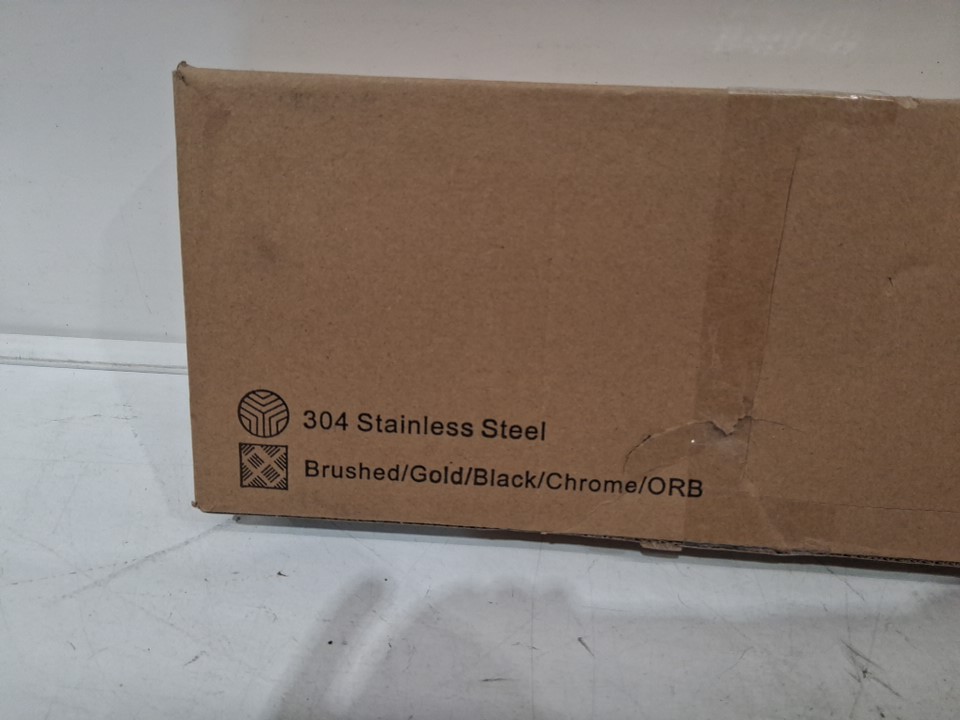 304 Stainless Steel
Brushed/Gold/Black/Chrome/ORB